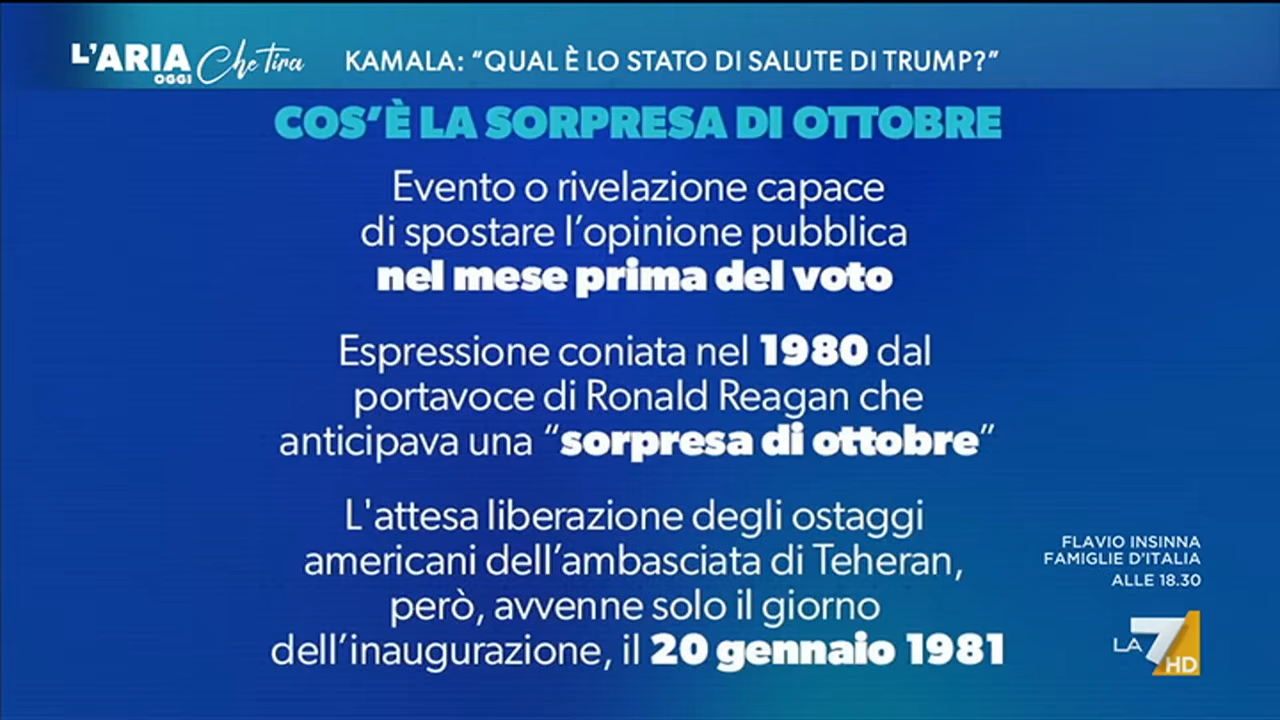 L'ARIA Che tira
OGGI
KAMALA: “QUAL È LO STATO DI SALUTE DI TRUMP?”
COS'È LA SORPRESA DI OTTOBRE
Evento o rivelazione capace
di spostare l'opinione pubblica
nel mese prima del voto
Espressione coniata nel 1980 dal
portavoce di Ronald Reagan che
anticipava una “sorpresa di ottobre”
L'attesa liberazione degli ostaggi
americani dell'ambasciata di Teheran,
però, avvenne solo il giorno
dell'inaugurazione, il 20 gennaio 1981
FLAVIO INSINNA
FAMIGLIE D'ITALIA
ALLE 18.30
LA 7 HD